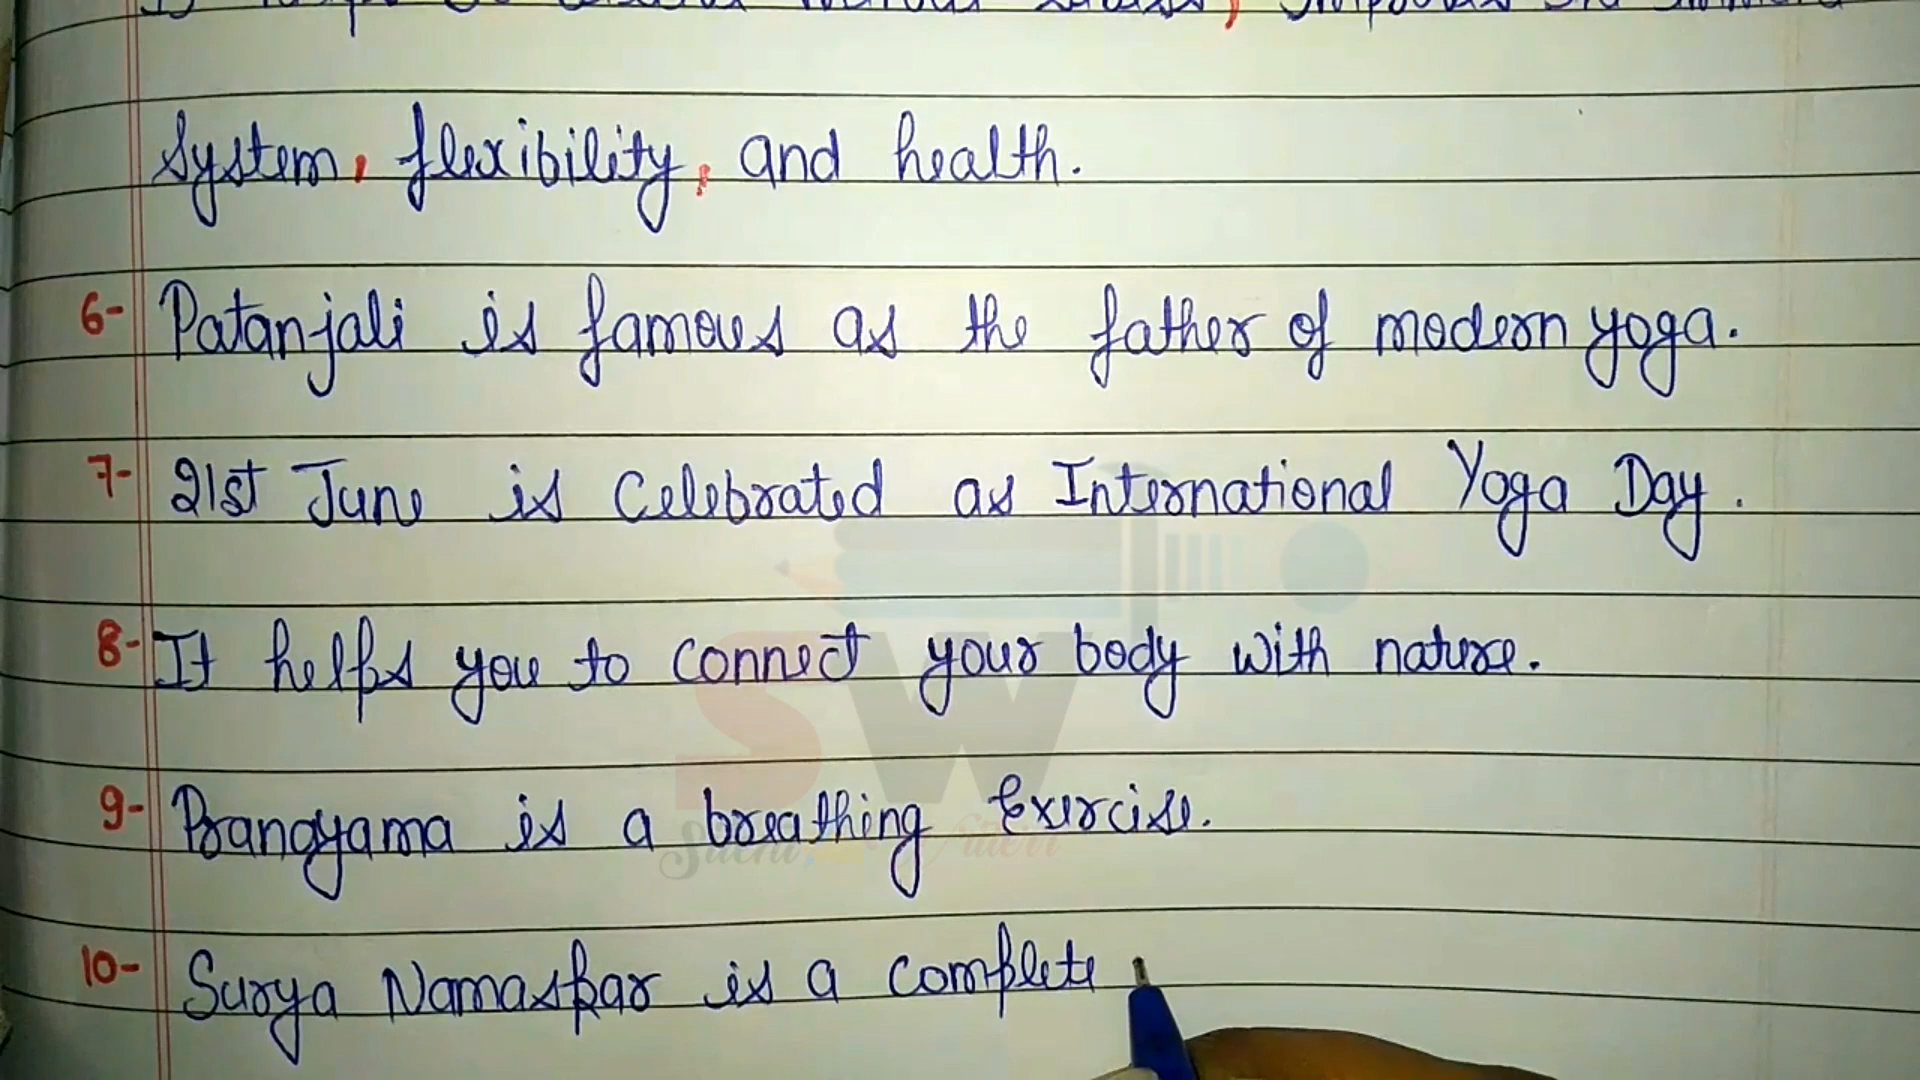 system, flexibility, and health.
6- Patanjali is famous as the father of modern yoga.
7- 21st June is Celebrated as International Yoga Day.
8- It helps you to connect your body with nature.
9- Pranayama is a breathing Exercise.
10- Surya Namaskar is a complete
SW